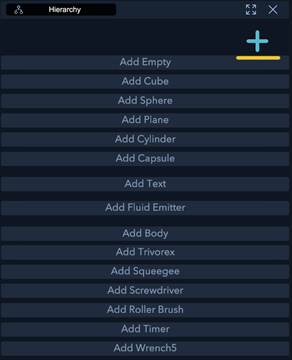 Hierarchy
Add Empty
Add Cube
Add Sphere
Add Plane
Add Cylinder
Add Capsule
Add Text
Add Fluid Emitter
Add Body
Add Trivorex
Add Squeegee
Add Screwdriver
Add Roller Brush
Add Timer
Add Wrench5